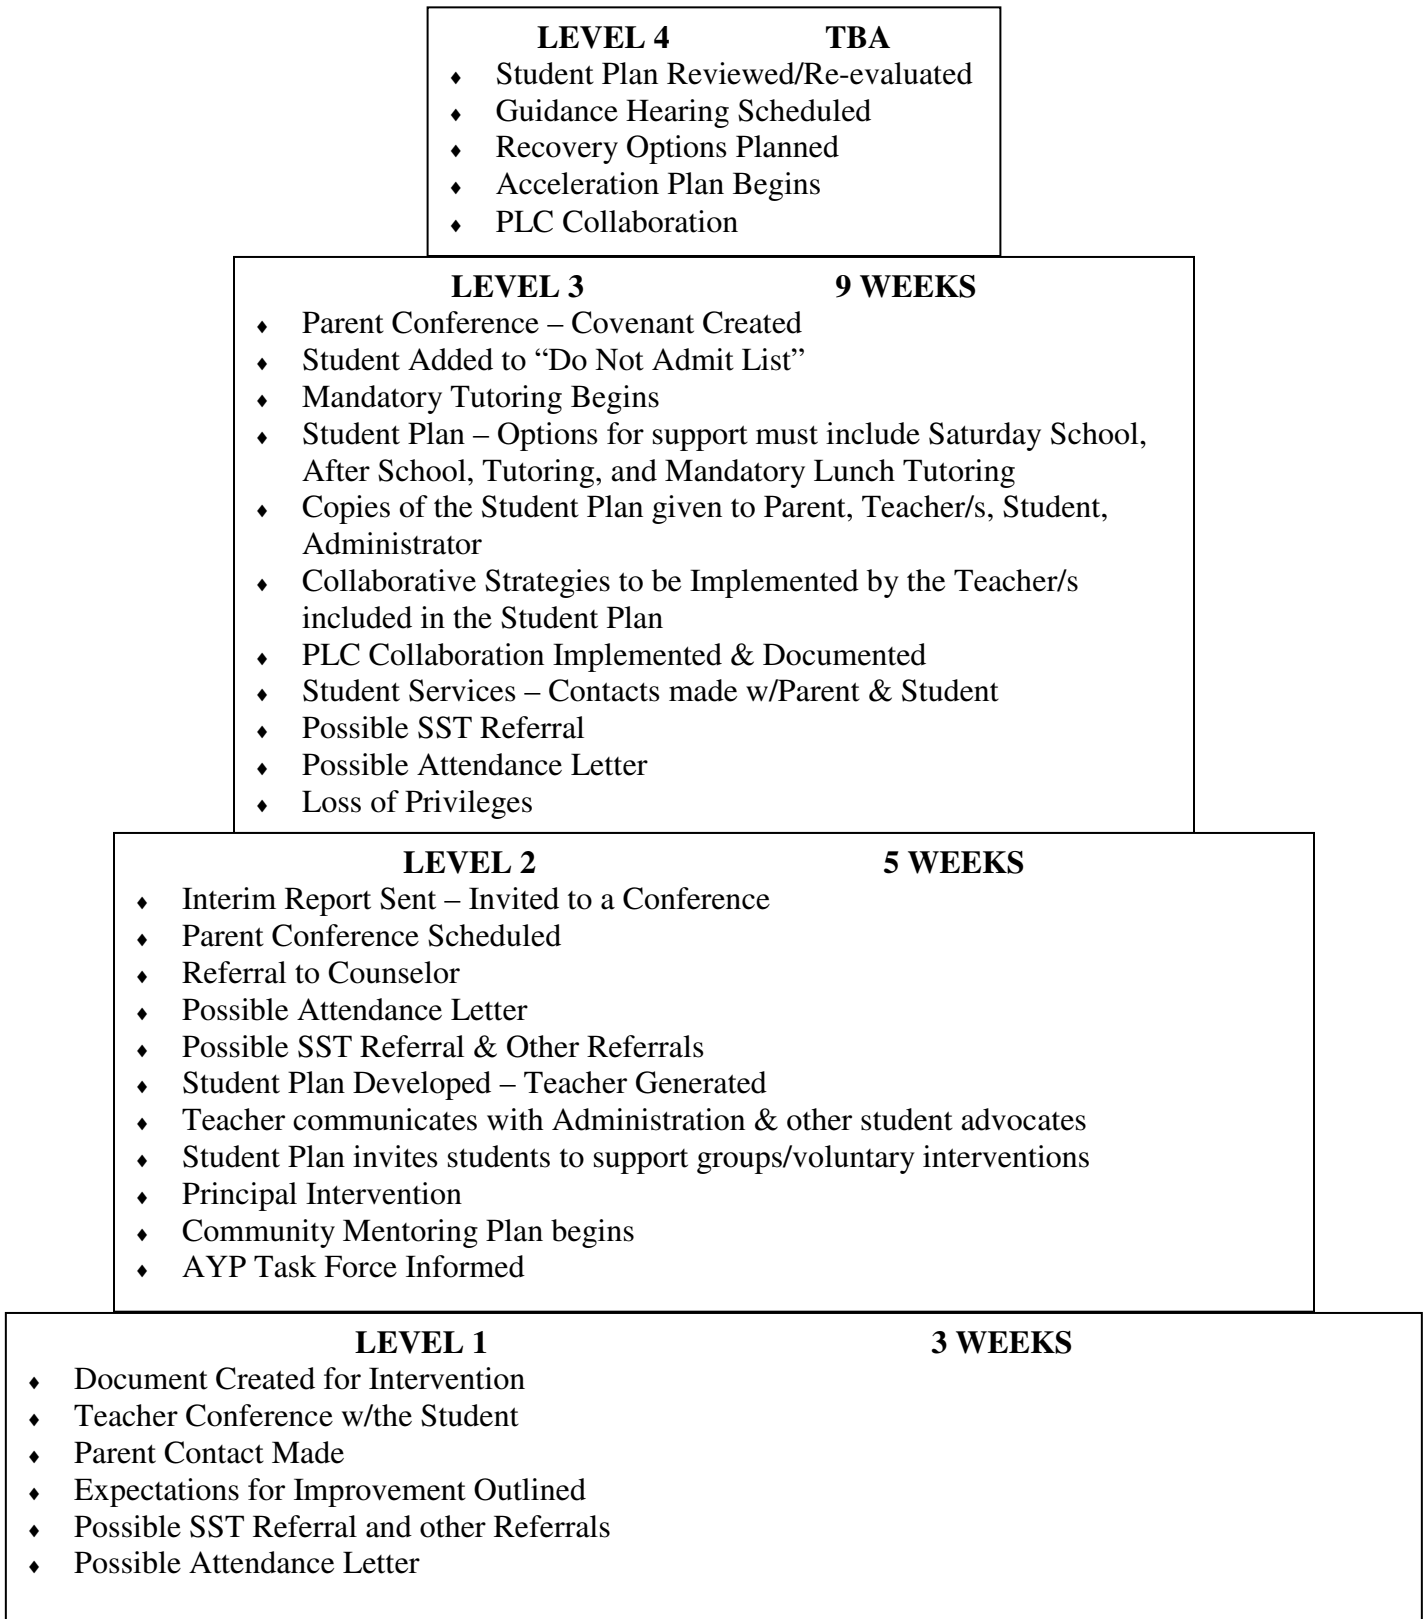 LEVEL 4 TBA
♦ Student Plan Reviewed/Re-evaluated
♦ Guidance Hearing Scheduled
♦ Recovery Options Planned
♦ Acceleration Plan Begins
♦ PLC Collaboration
LEVEL 3 9 WEEKS
♦ Parent Conference – Covenant Created
♦ Student Added to “Do Not Admit List”
♦ Mandatory Tutoring Begins
♦ Student Plan – Options for support must include Saturday School,
After School, Tutoring, and Mandatory Lunch Tutoring
♦ Copies of the Student Plan given to Parent, Teacher/s, Student,
Administrator
♦ Collaborative Strategies to be Implemented by the Teacher/s
included in the Student Plan
♦ PLC Collaboration Implemented & Documented
♦ Student Services – Contacts made w/Parent & Student
♦ Possible SST Referral
♦ Possible Attendance Letter
♦ Loss of Privileges
LEVEL 2 5 WEEKS
♦ Interim Report Sent – Invited to a Conference
♦ Parent Conference Scheduled
♦ Referral to Counselor
♦ Possible Attendance Letter
♦ Possible SST Referral & Other Referrals
♦ Student Plan Developed – Teacher Generated
♦ Teacher communicates with Administration & other student advocates
♦ Student Plan invites students to support groups/voluntary interventions
♦ Principal Intervention
♦ Community Mentoring Plan begins
♦ AYP Task Force Informed
LEVEL 1 3 WEEKS
♦ Document Created for Intervention
♦ Teacher Conference w/the Student
♦ Parent Contact Made
♦ Expectations for Improvement Outlined
♦ Possible SST Referral and other Referrals
♦ Possible Attendance Letter